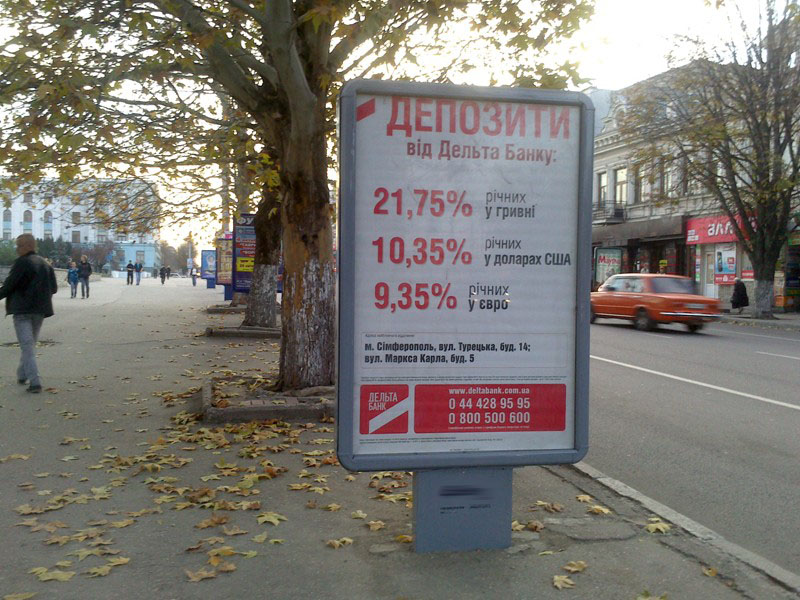 ДЕПОЗИТИ
від Дельта Банку:
21,75% річних
у гривні
10,35% річних
у доларах США
9,35% річних
у євро
м. Сімферополь, вул. Турецька, буд. 14;
вул. Маркса Карла, буд. 5
ДЕЛЬТА
БАНК
www.deltabank.com.ua
0 44 428 95 95
0 800 500 600